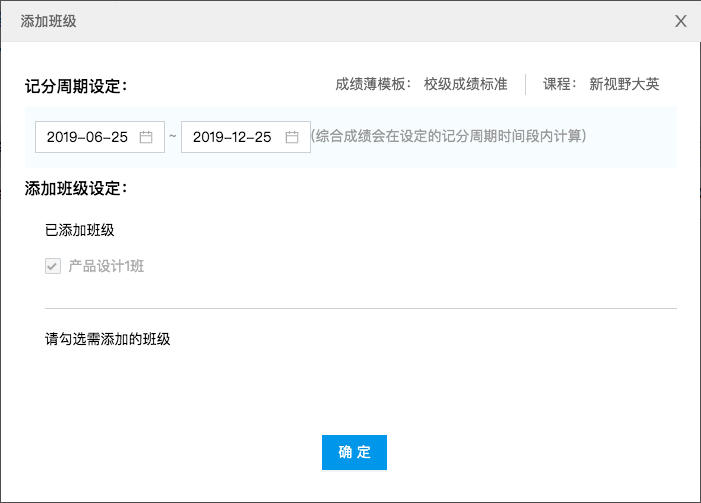 添加班级
X
记分周期设定：
成绩薄模板： 校级成绩标准 课程： 新视野大英
2019-06-25 ~ 2019-12-25 (综合成绩会在设定的记分周期时间段内计算)
添加班级设定：
已添加班级
产品设计1班
请勾选需添加的班级
确 定